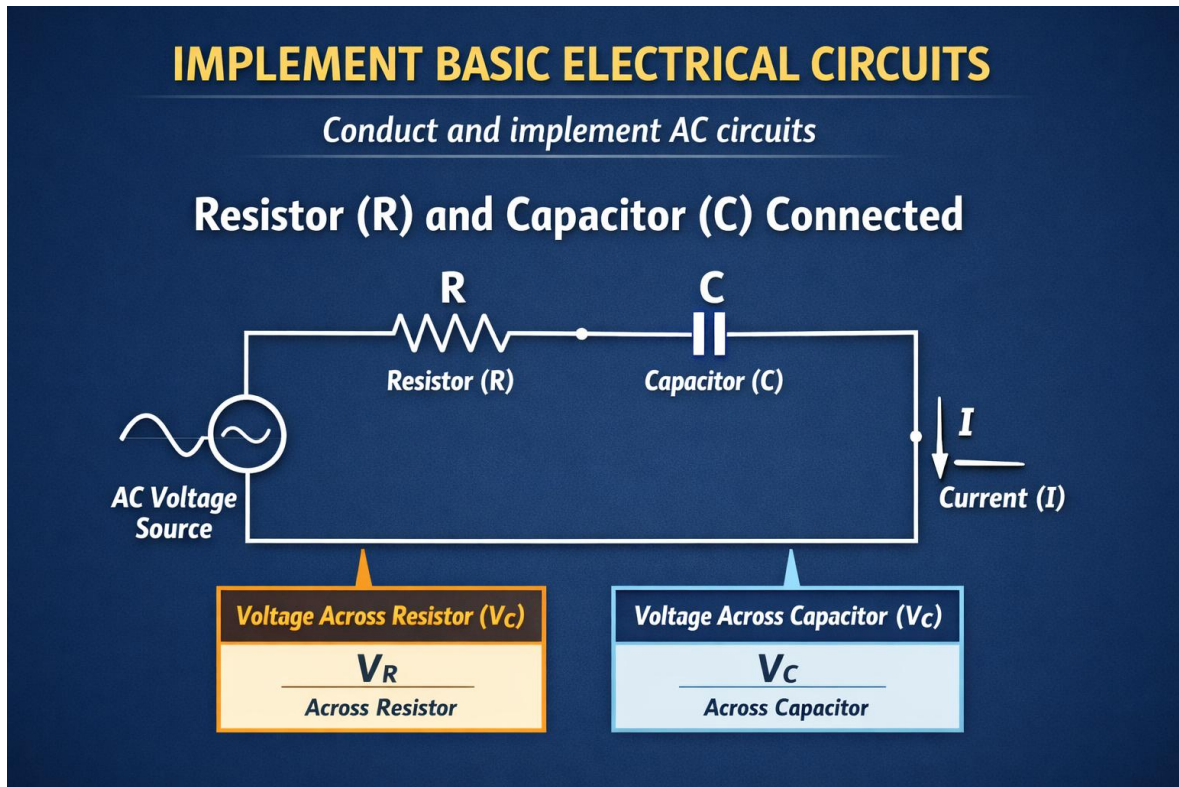 IMPLEMENT BASIC ELECTRICAL CIRCUITS
Conduct and implement AC circuits
Resistor (R) and Capacitor (C) Connected
R
C
Resistor (R)
Capacitor (C)
I
AC Voltage
Source
Current (I)
Voltage Across Resistor (VC)
VR
Across Resistor
Voltage Across Capacitor (VC)
VC
Across Capacitor